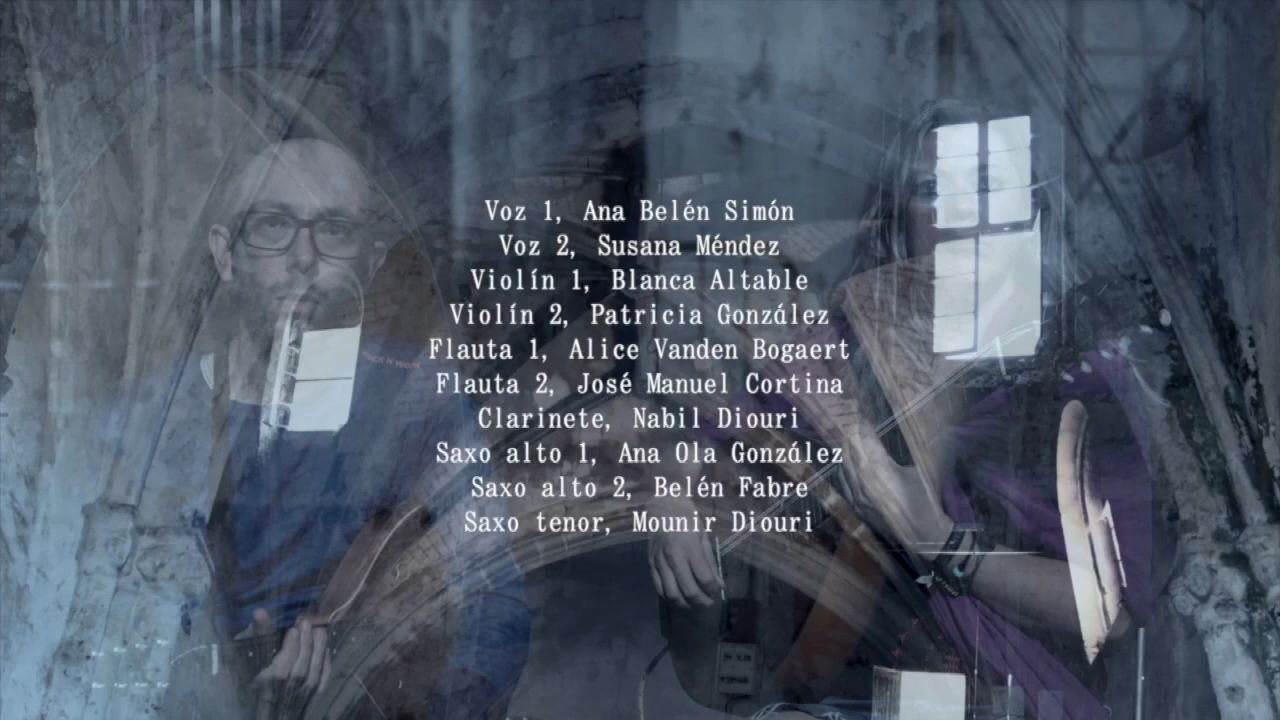 Voz 1, Ana Belén Simón
Voz 2, Susana Méndez
Violín 1, Blanca Altable
Violín 2, Patricia González
Flauta 1, Alice Vanden Bogaert
Flauta 2, José Manuel Cortina
Clarinete, Nabil Diouri
Saxo alto 1, Ana Ola González
Saxo alto 2, Belén Fabre
Saxo tenor, Mounir Diouri